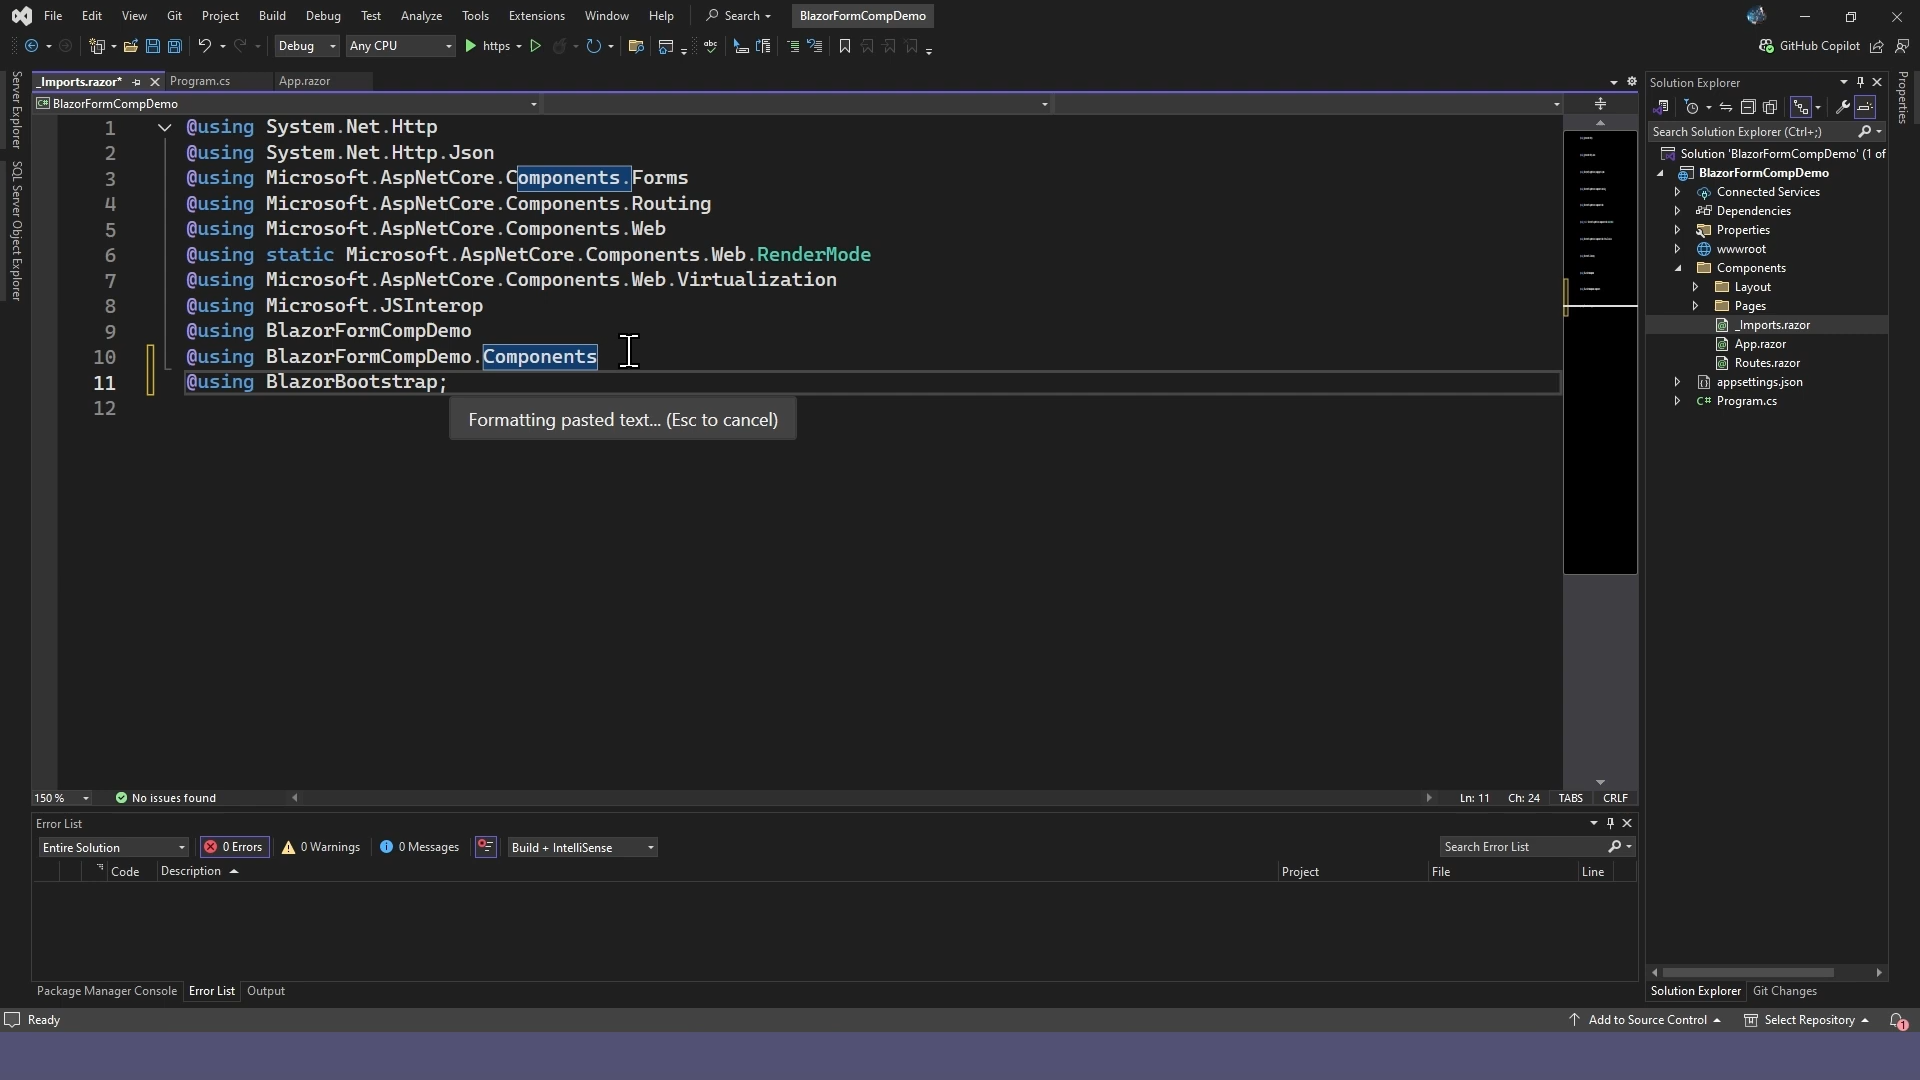 File Edit View Git Project Build Debug Test Analyze Tools Extensions Window Help Search BlazorFormCompDemo
Debug Any CPU https GitHub Copilot
_Imports.razor* Program.cs App.razor
BlazorFormCompDemo
1 @using System.Net.Http
2 @using System.Net.Http.Json
3 @using Microsoft.AspNetCore.Components.Forms
4 @using Microsoft.AspNetCore.Components.Routing
5 @using Microsoft.AspNetCore.Components.Web
6 @using static Microsoft.AspNetCore.Components.Web.RenderMode
7 @using Microsoft.AspNetCore.Components.Web.Virtualization
8 @using Microsoft.JSInterop
9 @using BlazorFormCompDemo
10 @using BlazorFormCompDemo.Components
11 @using BlazorBootstrap;
12
Formatting pasted text... (Esc to cancel)
150 % No issues found Ln: 11 Ch: 24 TABS CRLF
Error List
Entire Solution 0 Errors 0 Warnings 0 Messages Build + IntelliSense Search Error List
Code Description Project File Line
Package Manager Console Error List Output
Server Explorer
SQL Server Object Explorer
Solution Explorer
Search Solution Explorer (Ctrl+;)
Solution 'BlazorFormCompDemo' (1 of
BlazorFormCompDemo
Connected Services
Dependencies
Properties
wwwroot
Components
Layout
Pages
_Imports.razor
App.razor
Routes.razor
appsettings.json
C# Program.cs
Solution Explorer Git Changes
Properties
Ready Add to Source Control Select Repository 1